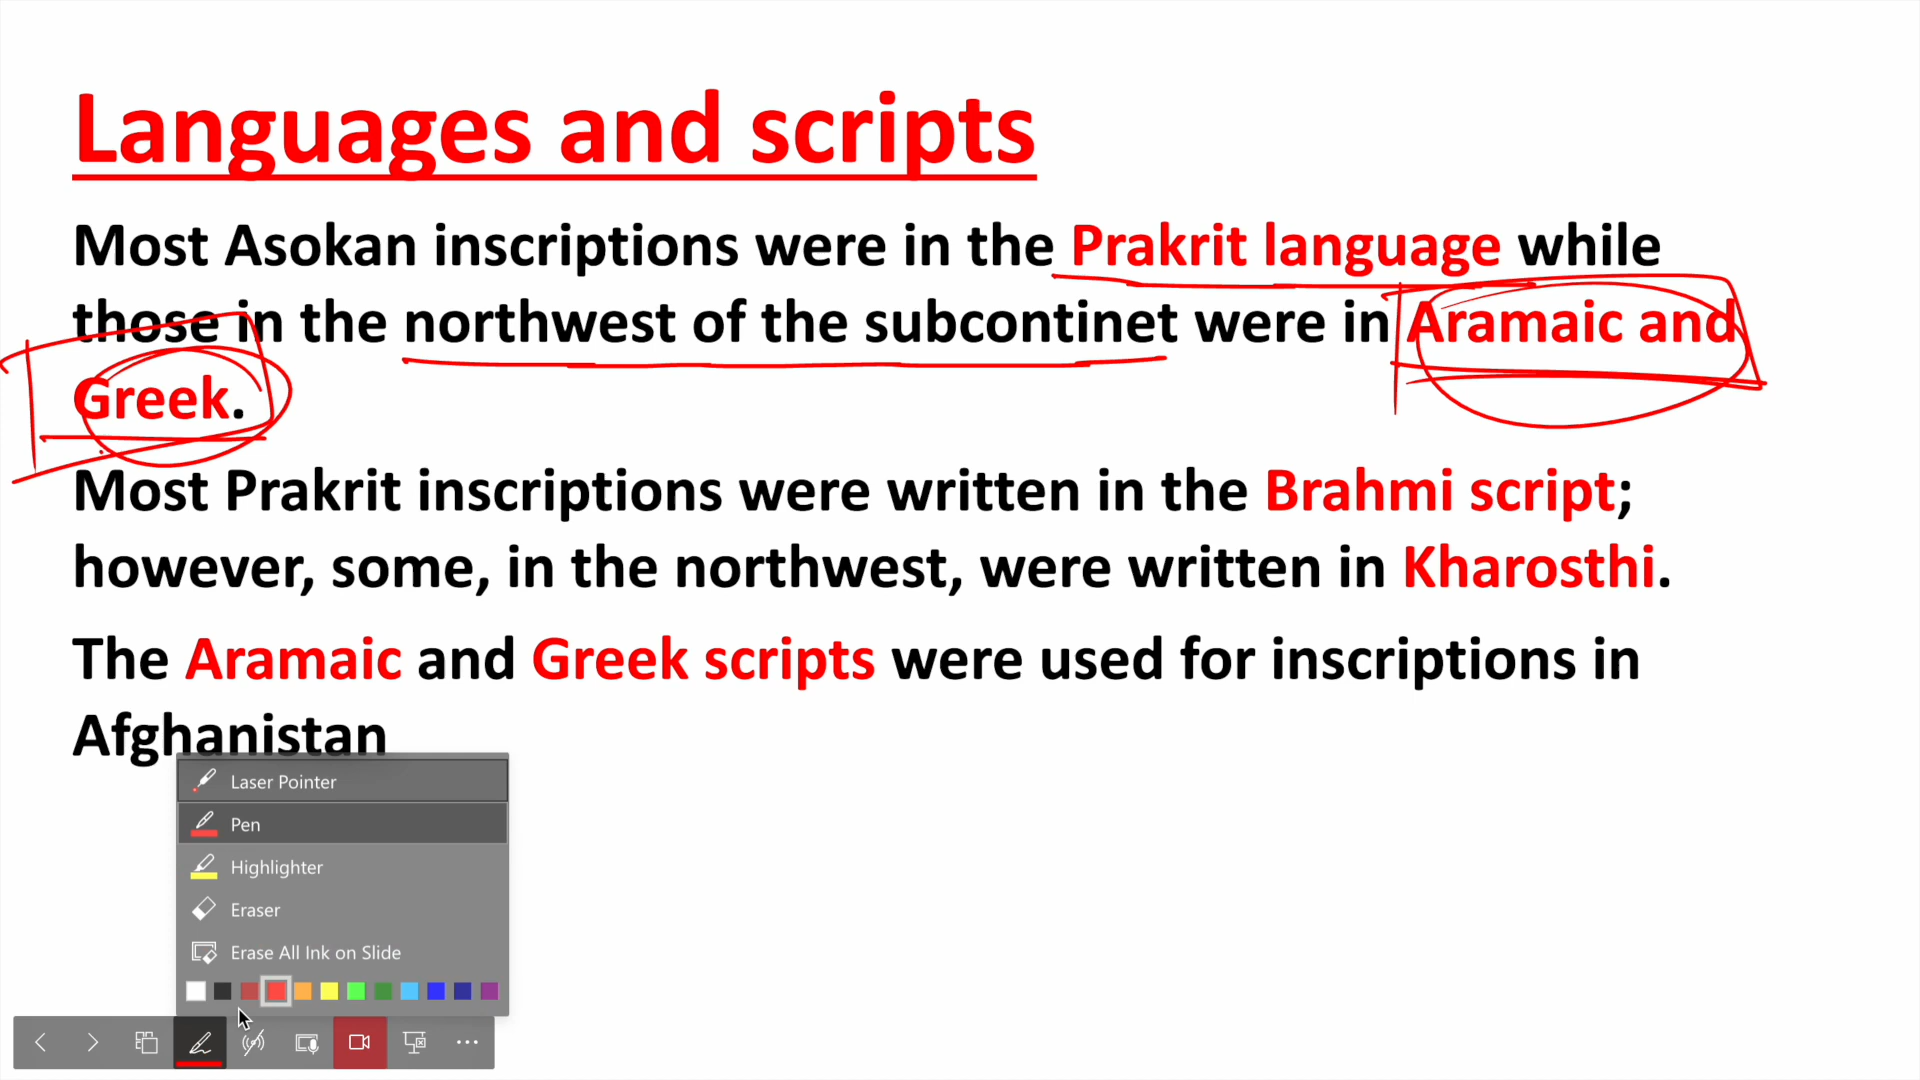 Languages and scripts
Most Asokan inscriptions were in the Prakrit language while
those in the northwest of the subcontinet were in Aramaic and
Greek.
Most Prakrit inscriptions were written in the Brahmi script;
however, some, in the northwest, were written in Kharosthi.
The Aramaic and Greek scripts were used for inscriptions in
Afghanistan
Laser Pointer
Pen
Highlighter
Eraser
Erase All Ink on Slide